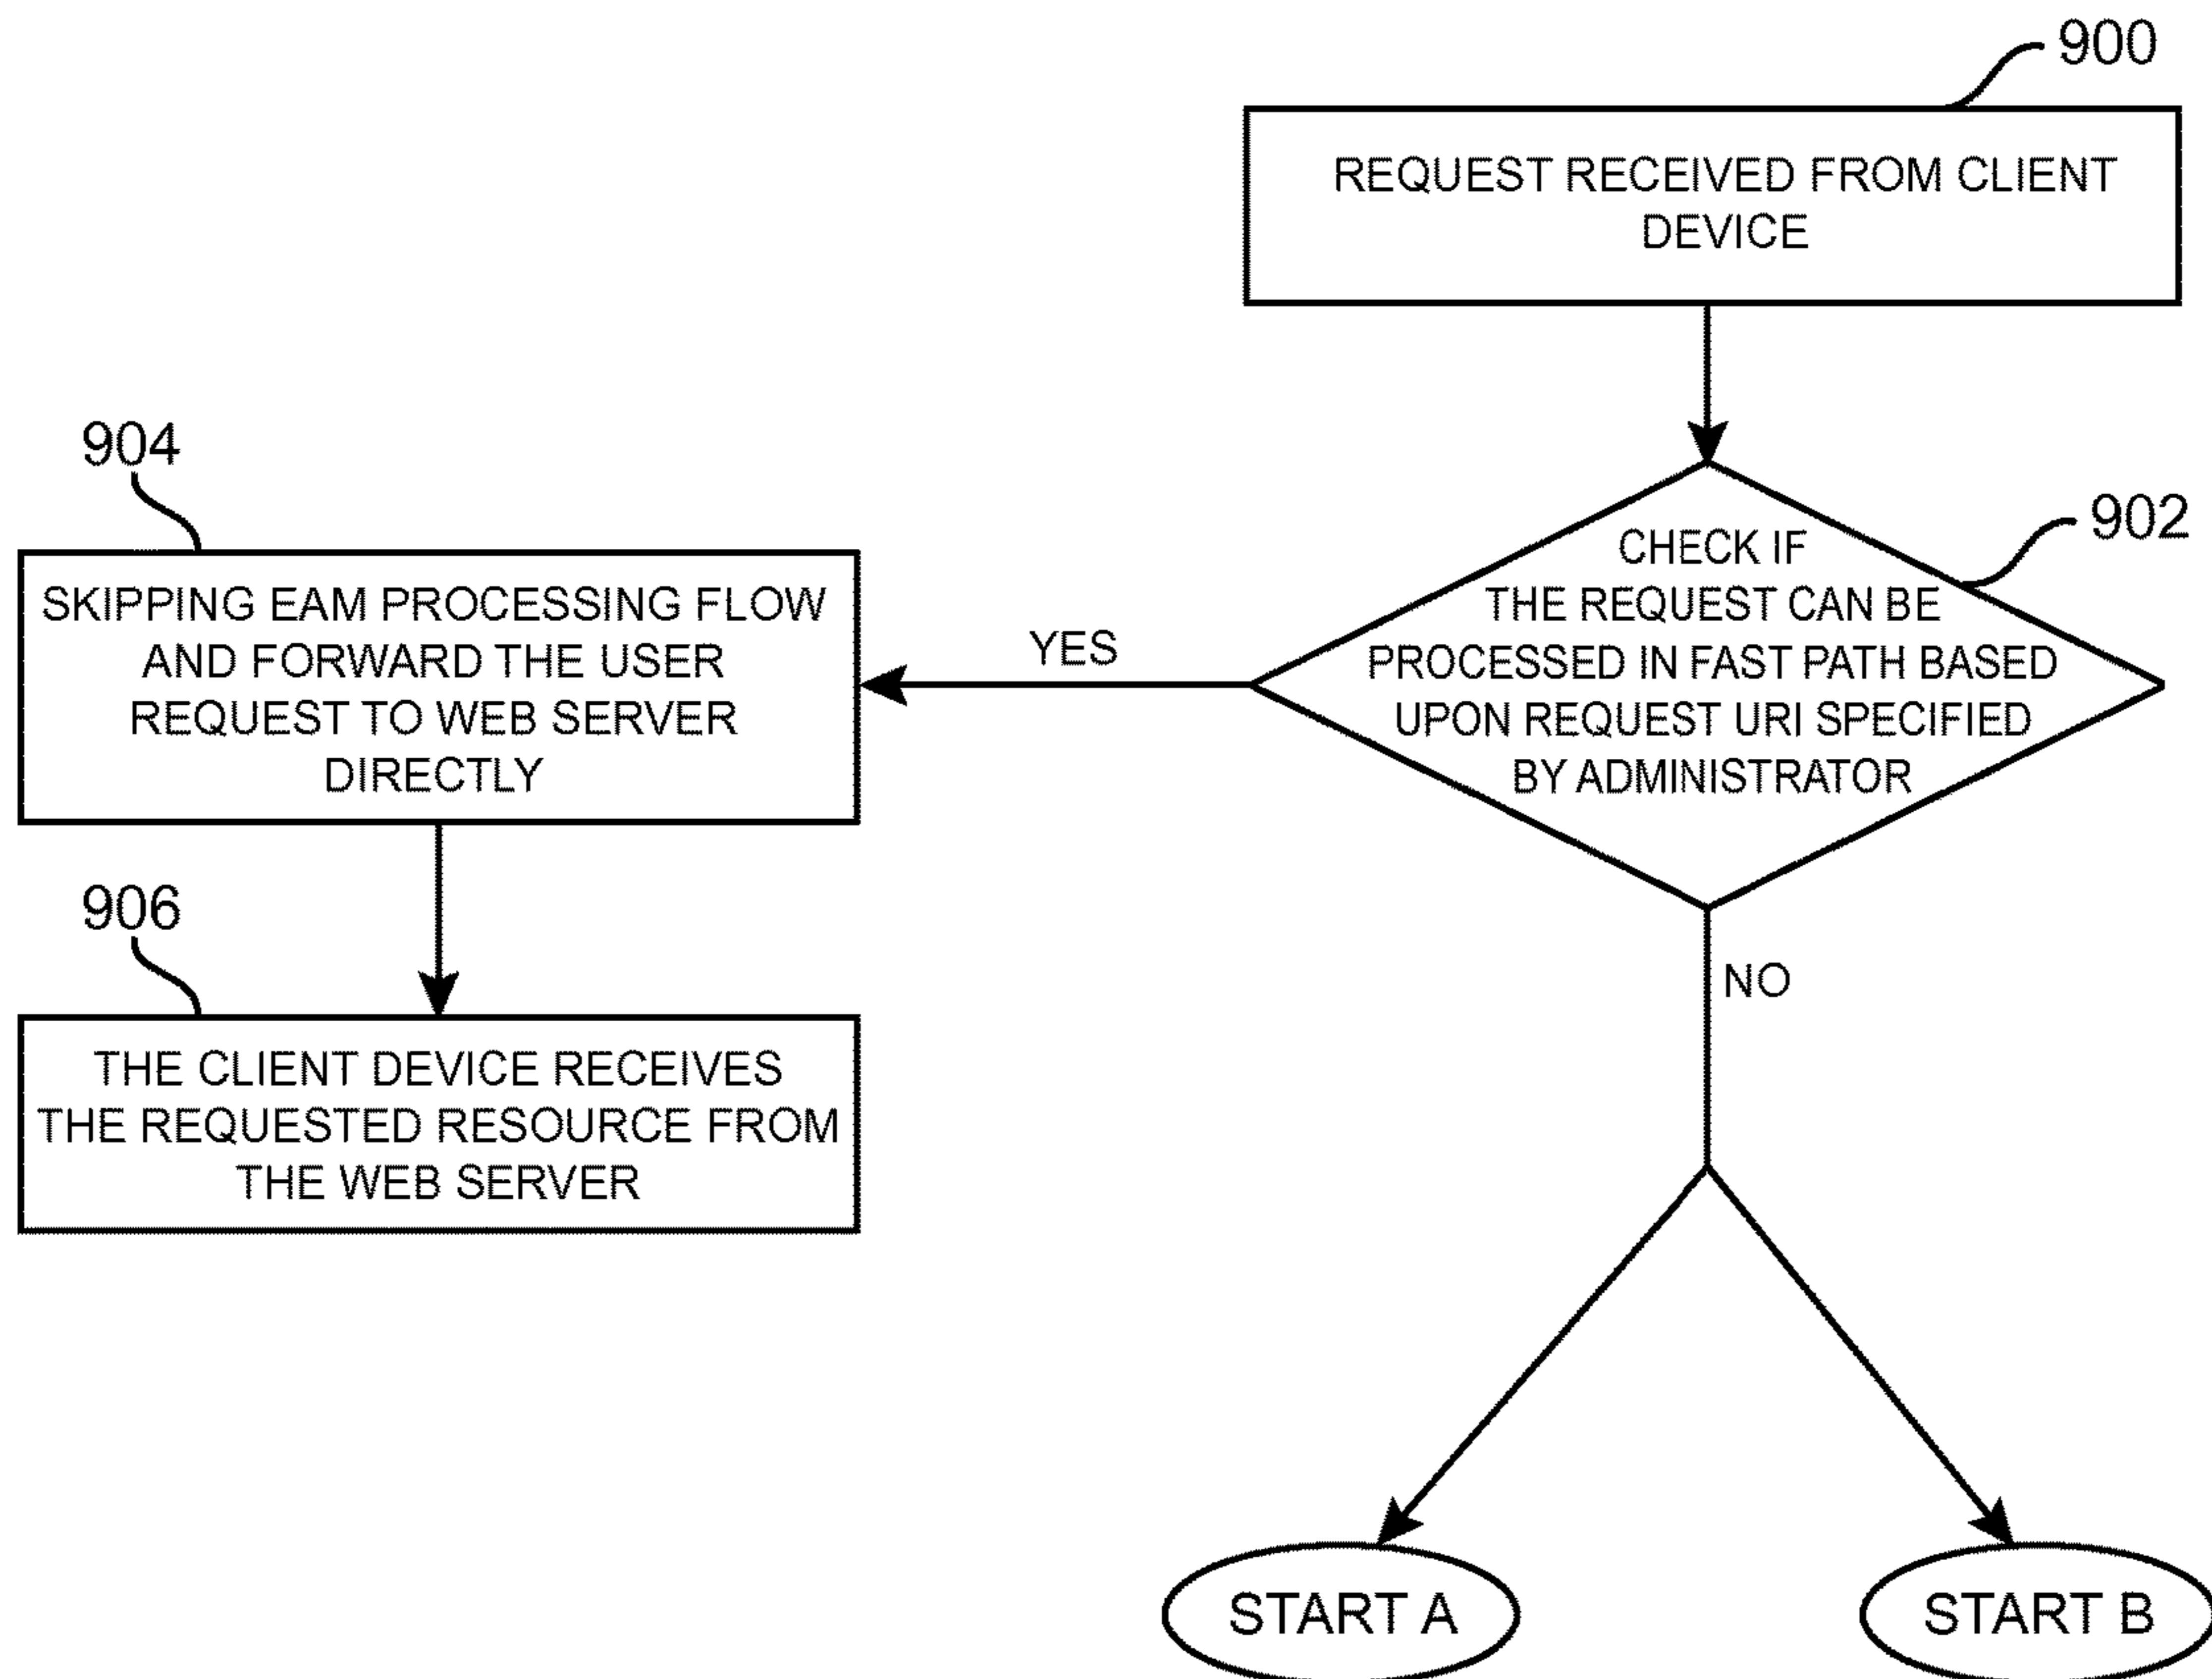 900
REQUEST RECEIVED FROM CLIENT
DEVICE
902
CHECK IF
THE REQUEST CAN BE
PROCESSED IN FAST PATH BASED
UPON REQUEST URI SPECIFIED
BY ADMINISTRATOR
YES
904
SKIPPING EAM PROCESSING FLOW
AND FORWARD THE USER
REQUEST TO WEB SERVER
DIRECTLY
906
THE CLIENT DEVICE RECEIVES
THE REQUESTED RESOURCE FROM
THE WEB SERVER
NO
START A
START B